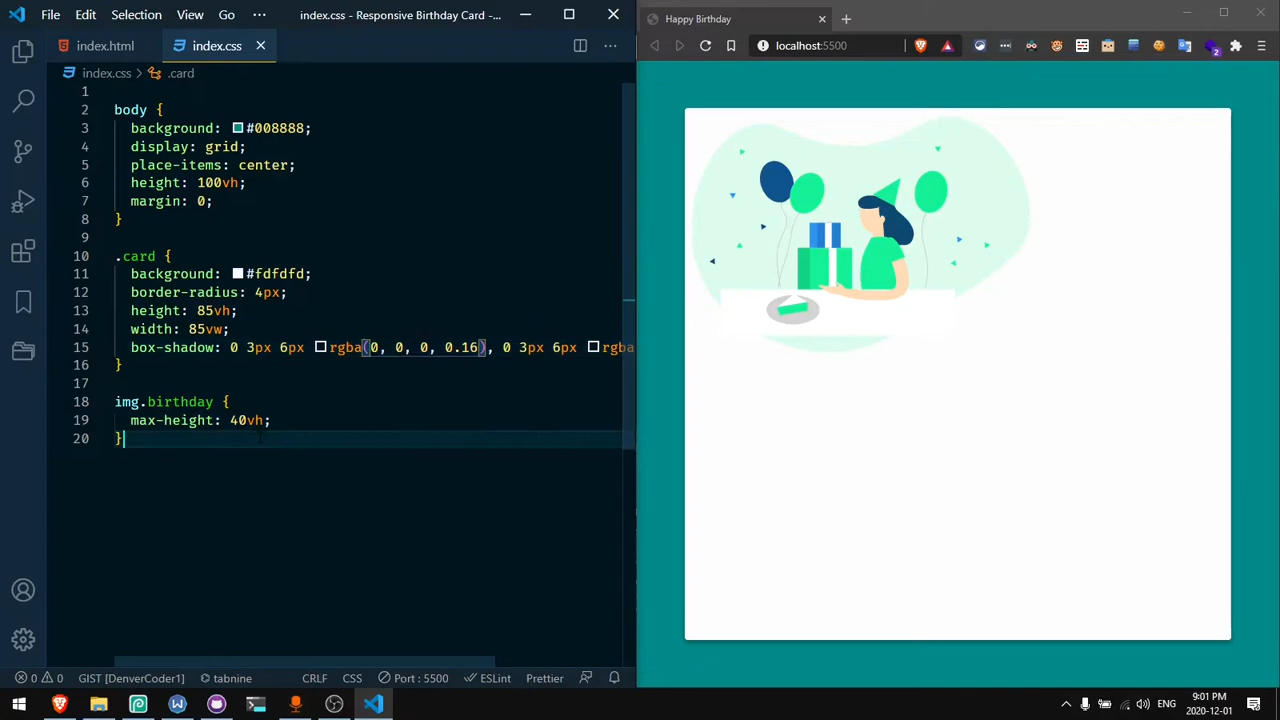 File Edit Selection View Go ··· index.css - Responsive Birthday Card -...
index.html index.css
index.css > .card
1
2 body {
3 background: #008888;
4 display: grid;
5 place-items: center;
6 height: 100vh;
7 margin: 0;
8 }
9
10 .card {
11 background: #fdfdfd;
12 border-radius: 4px;
13 height: 85vh;
14 width: 85vw;
15 box-shadow: 0 3px 6px rgba(0, 0, 0, 0.16), 0 3px 6px rgba
16 }
17
18 img.birthday {
19 max-height: 40vh;
20 }
0 0 GIST [DenverCoder1] tabnine CRLF CSS Port : 5500 ESLint Prettier
Happy Birthday
localhost:5500
2
ENG
9:01 PM
2020-12-01